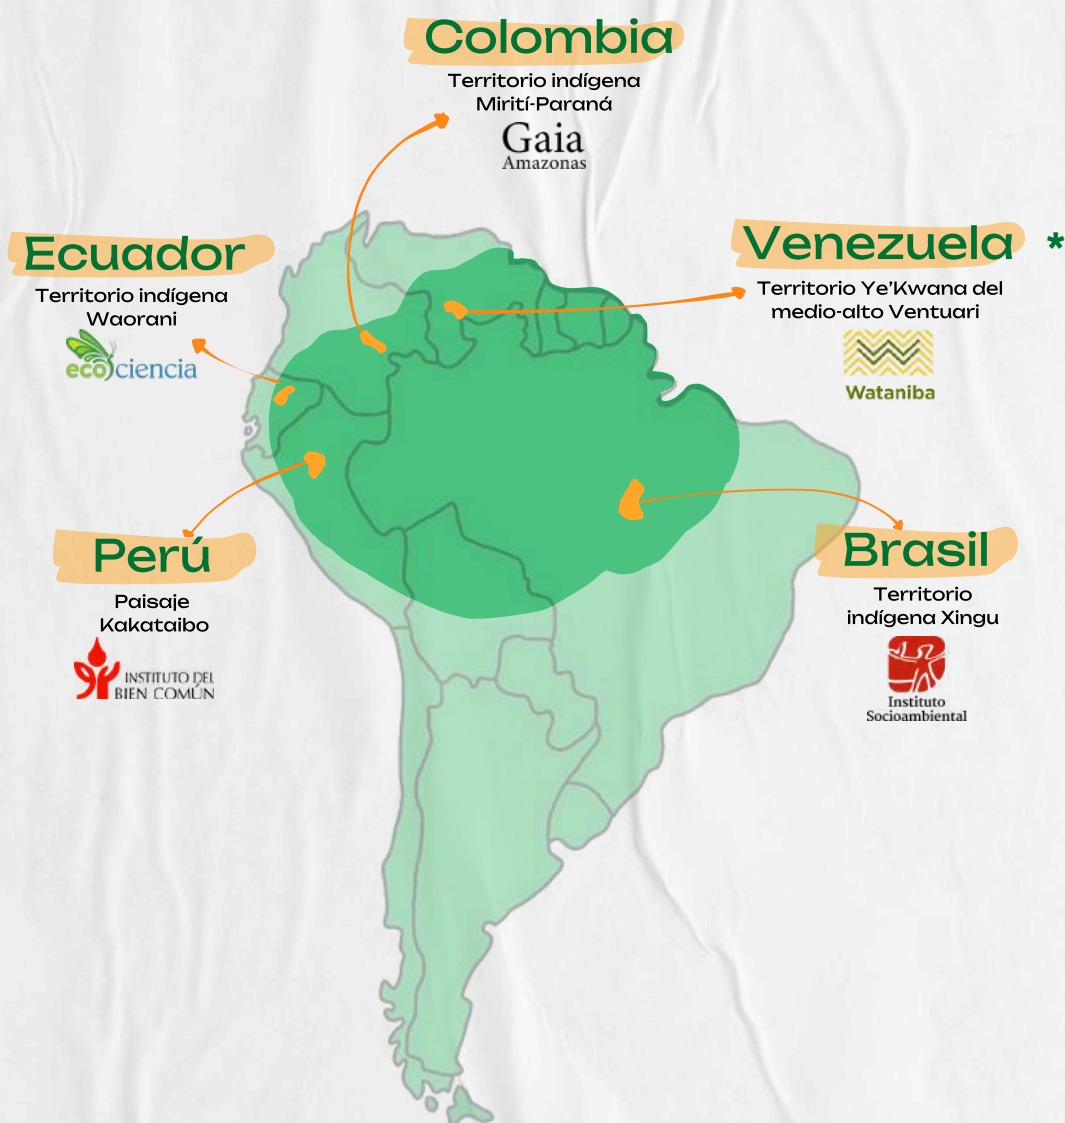 Colombia
Territorio indígena
Mirití-Paraná
Gaia
Amazonas
Ecuador
Territorio indígena
Waorani
ecociencia
Venezuela *
Territorio Ye’Kwana del
medio-alto Ventuari
Wataniba
Perú
Paisaje
Kakataibo
INSTITUTO DEL
BIEN COMÚN
Brasil
Territorio
indígena Xingu
Instituto
Socioambiental